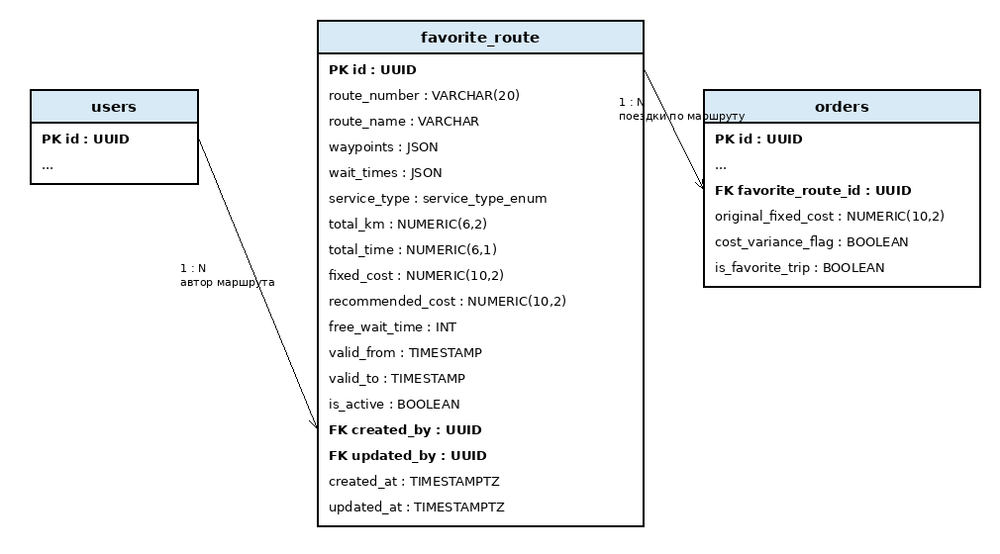 users
PK id : UUID
...
1 : N
автор маршрута
favorite_route
PK id : UUID
route_number : VARCHAR(20)
route_name : VARCHAR
waypoints : JSON
wait_times : JSON
service_type : service_type_enum
total_km : NUMERIC(6,2)
total_time : NUMERIC(6,1)
fixed_cost : NUMERIC(10,2)
recommended_cost : NUMERIC(10,2)
free_wait_time : INT
valid_from : TIMESTAMP
valid_to : TIMESTAMP
is_active : BOOLEAN
FK created_by : UUID
FK updated_by : UUID
created_at : TIMESTAMPTZ
updated_at : TIMESTAMPTZ
1 : N
поездки по маршруту
orders
PK id : UUID
...
FK favorite_route_id : UUID
original_fixed_cost : NUMERIC(10,2)
cost_variance_flag : BOOLEAN
is_favorite_trip : BOOLEAN